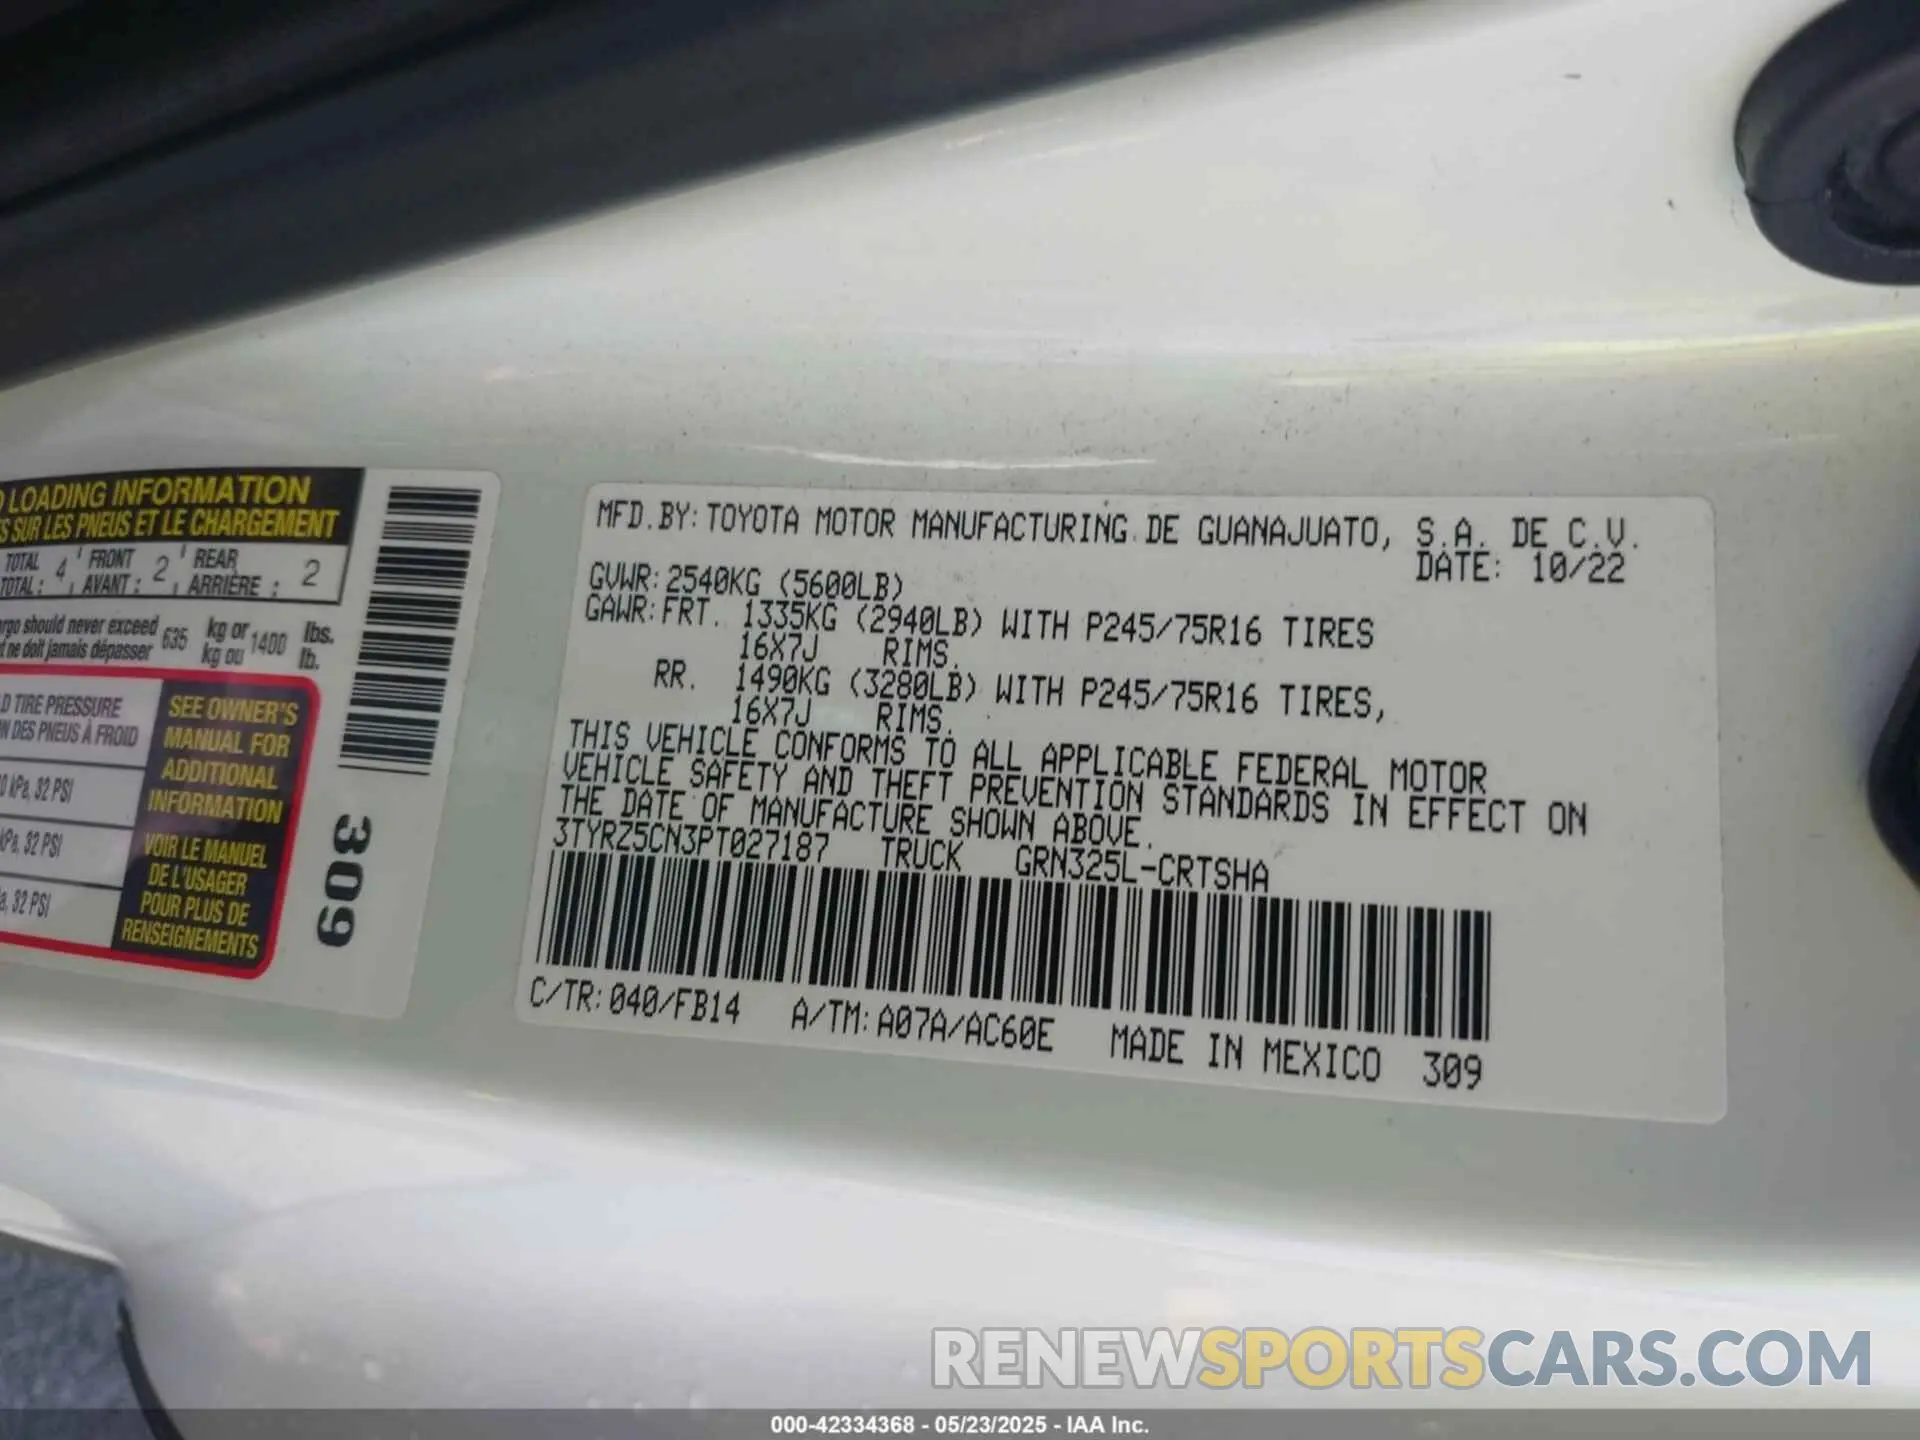 LOADING INFORMATION
SUR LES PNEUS ET LE CHARGEMENT
TOTAL 4 FRONT 2 REAR 2
TOTAL: AVANT: ARRIÈRE:
should never exceed 635 kg or 1400 lbs.
ne doit jamais dépasser kg ou lb.
TIRE PRESSURE
DES PNEUS À FROID
kPa, 32 PSI
kPa, 32 PSI
32 PSI
SEE OWNER'S
MANUAL FOR
ADDITIONAL
INFORMATION
VOIR LE MANUEL
DE L'USAGER
POUR PLUS DE
RENSEIGNEMENTS
309
MFD.BY:TOYOTA MOTOR MANUFACTURING DE GUANAJUATO, S.A. DE C.V.
DATE: 10/22
GVWR:2540KG (5600LB)
GAWR:FRT. 1335KG (2940LB) WITH P245/75R16 TIRES
16X7J RIMS.
RR. 1490KG (3280LB) WITH P245/75R16 TIRES,
16X7J RIMS.
THIS VEHICLE CONFORMS TO ALL APPLICABLE FEDERAL MOTOR
VEHICLE SAFETY AND THEFT PREVENTION STANDARDS IN EFFECT ON
THE DATE OF MANUFACTURE SHOWN ABOVE.
3TYRZ5CN3PT027187 TRUCK GRN325L-CRTSHA
C/TR:040/FB14 A/TM:A07A/AC60E MADE IN MEXICO 309
RENEWSPORTSCARS.COM
000-42334368 - 05/23/2025 - IAA Inc.